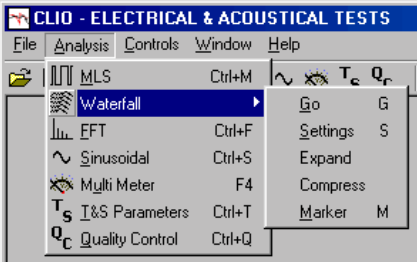 CLIO - ELECTRICAL & ACOUSTICAL TESTS
File Analysis Controls Window Help
MLS Ctrl+M
Waterfall
FFT Ctrl+F
Sinusoidal Ctrl+S
Multi Meter F4
T&S Parameters Ctrl+T
Quality Control Ctrl+Q
Go G
Settings S
Expand
Compress
Marker M